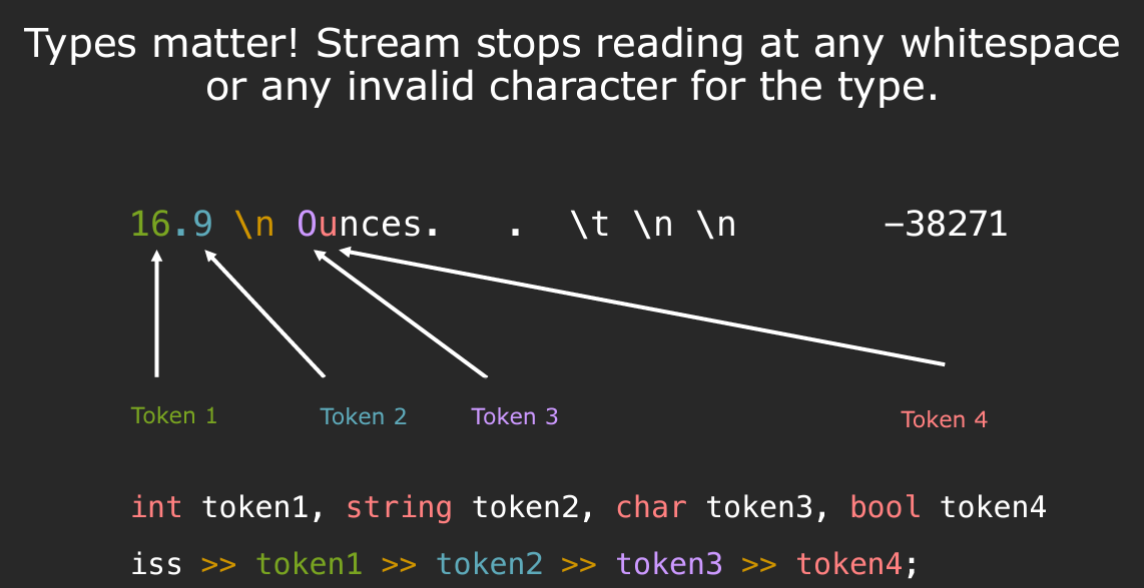 Types matter! Stream stops reading at any whitespace
or any invalid character for the type.
16.9 \n Ounces. . \t \n \n -38271
Token 1 Token 2 Token 3 Token 4
int token1, string token2, char token3, bool token4
iss >> token1 >> token2 >> token3 >> token4;